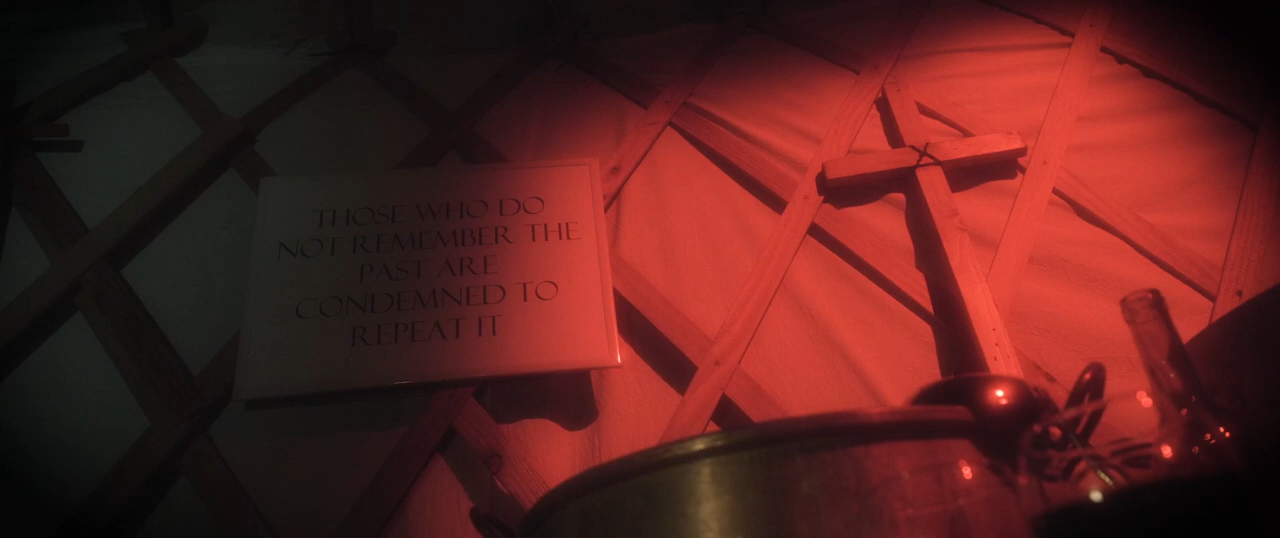 THOSE WHO DO
NOT REMEMBER THE
PAST ARE
CONDEMNED TO
REPEAT IT